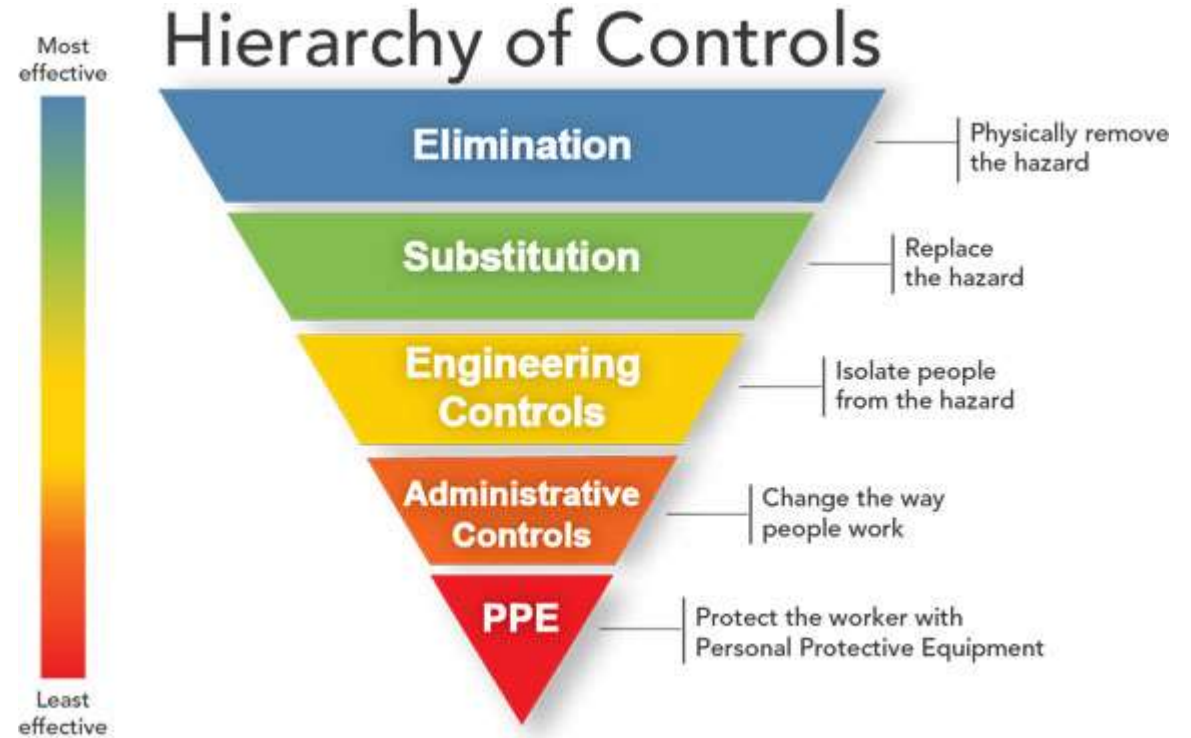 Hierarchy of Controls
Most
effective
Elimination
Physically remove
the hazard
Substitution
Replace
the hazard
Engineering
Controls
Isolate people
from the hazard
Administrative
Controls
Change the way
people work
PPE
Protect the worker with
Personal Protective Equipment
Least
effective